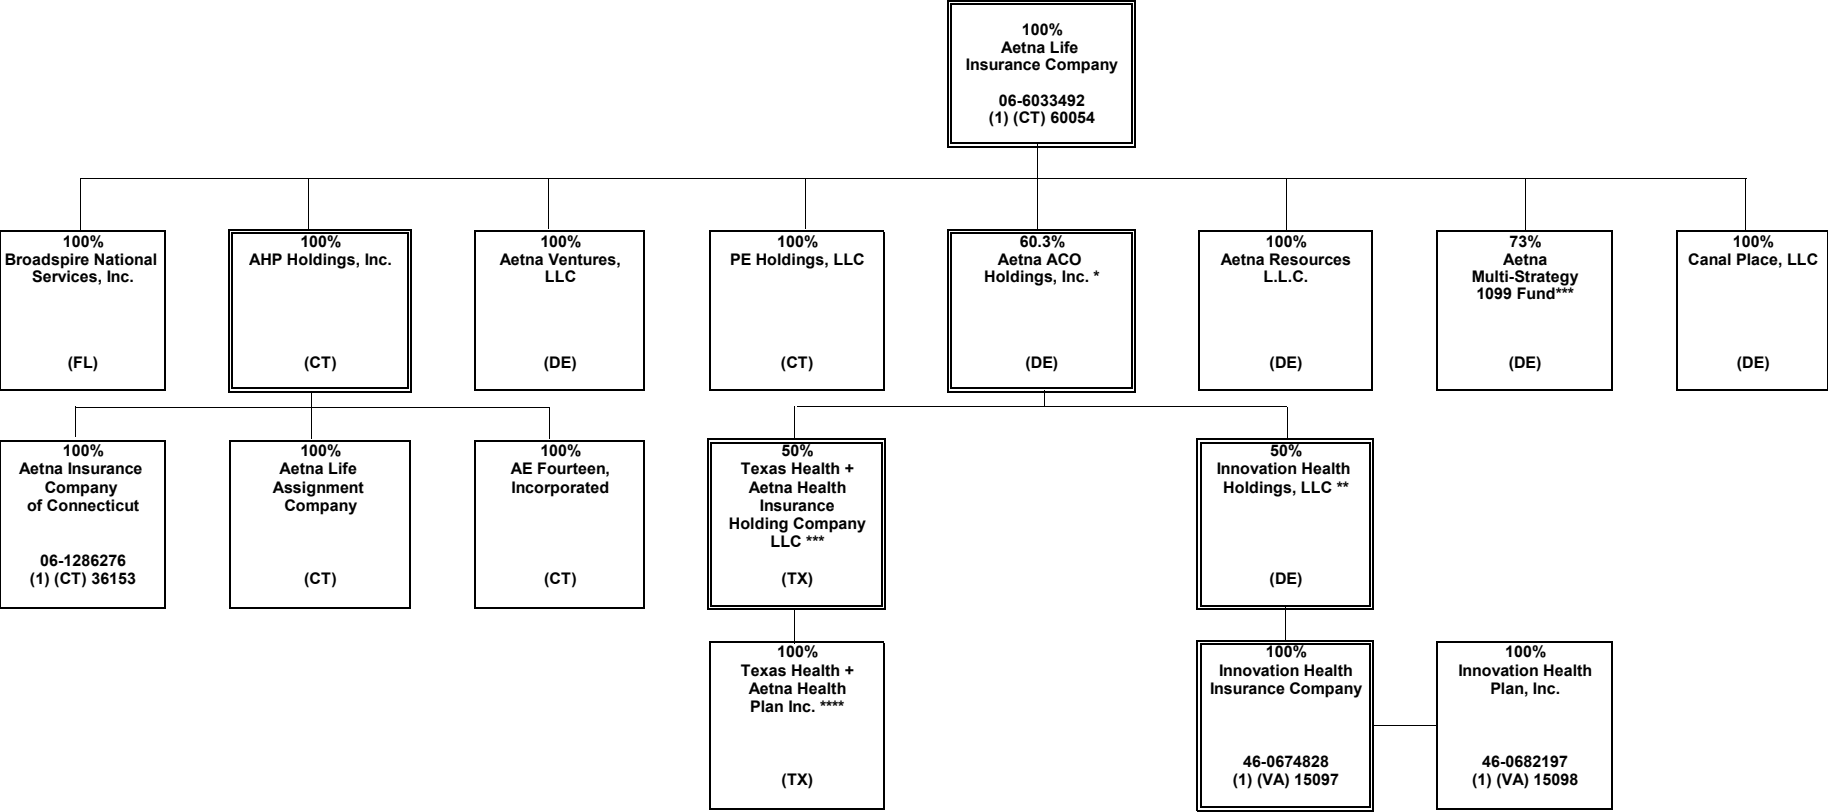 100%
Aetna Life
Insurance Company
06-6033492
(1) (CT) 60054
100%
Broadspire National
Services, Inc.
(FL)
100%
AHP Holdings, Inc.
(CT)
100%
Aetna Ventures,
LLC
(DE)
100%
PE Holdings, LLC
(CT)
60.3%
Aetna ACO
Holdings, Inc. *
(DE)
100%
Aetna Resources
L.L.C.
(DE)
73%
Aetna
Multi-Strategy
1099 Fund***
(DE)
100%
Canal Place, LLC
(DE)
100%
Aetna Insurance
Company
of Connecticut
06-1286276
(1) (CT) 36153
100%
Aetna Life
Assignment
Company
(CT)
100%
AE Fourteen,
Incorporated
(CT)
50%
Texas Health +
Aetna Health
Insurance
Holding Company
LLC ***
(TX)
50%
Innovation Health
Holdings, LLC **
(DE)
100%
Texas Health +
Aetna Health
Plan Inc. ****
(TX)
100%
Innovation Health
Insurance Company
46-0674828
(1) (VA) 15097
100%
Innovation Health
Plan, Inc.
46-0682197
(1) (VA) 15098